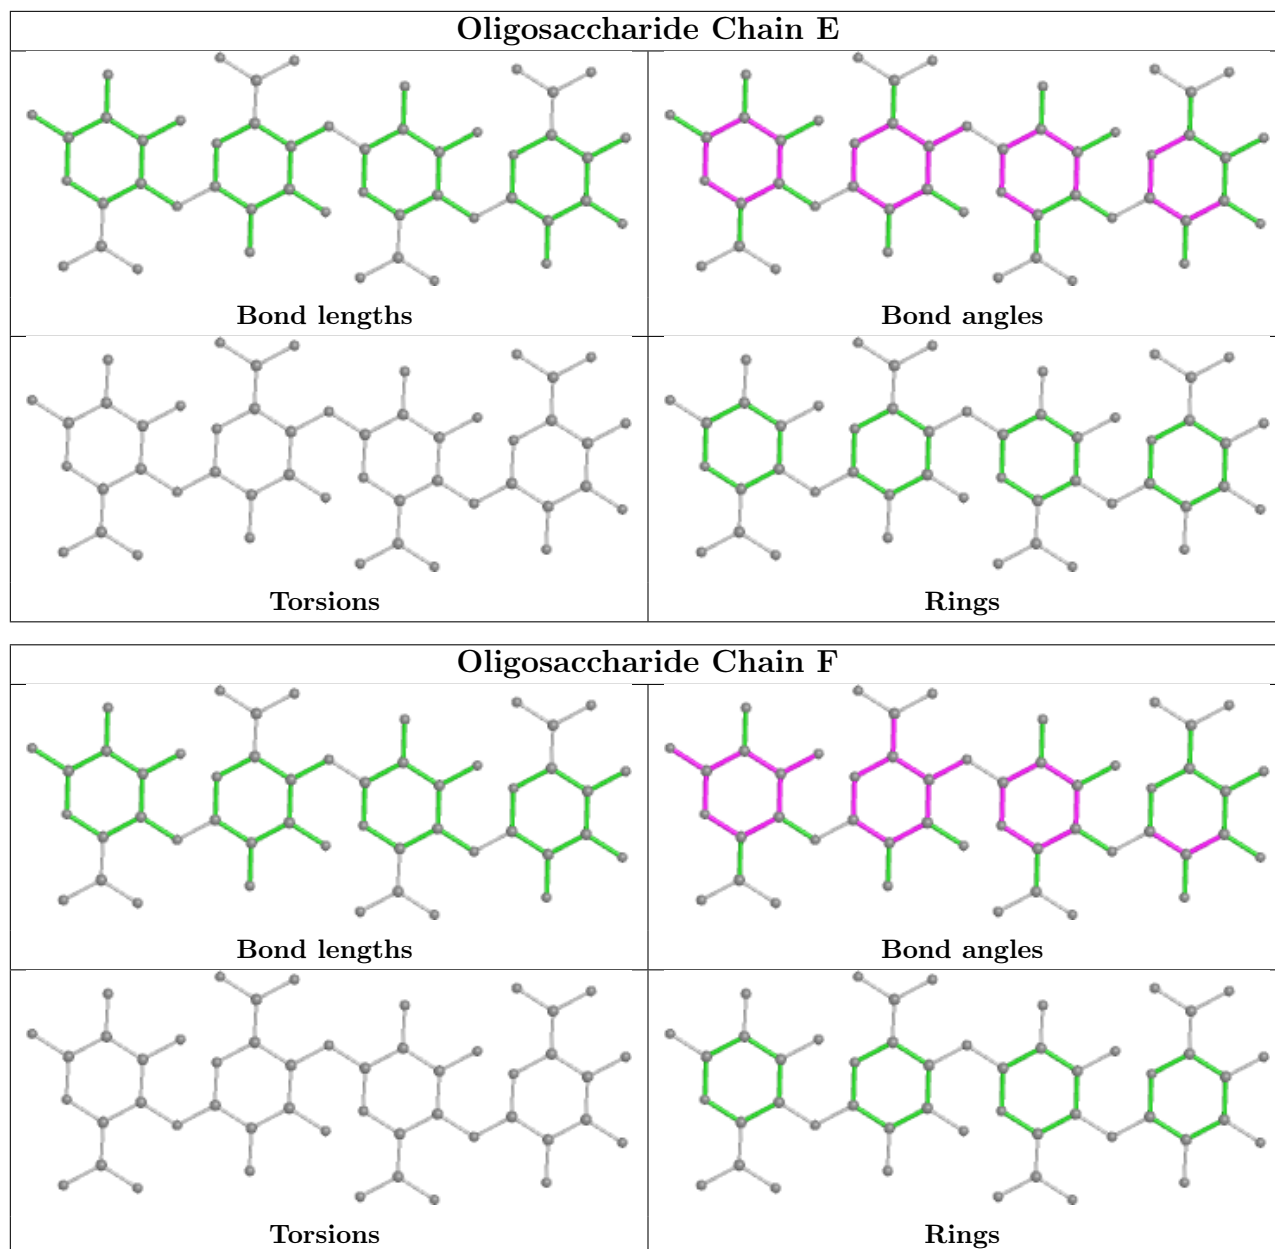 Oligosaccharide Chain E
Bond lengths
Bond angles
Torsions
Rings
Oligosaccharide Chain F
Bond lengths
Bond angles
Torsions
Rings